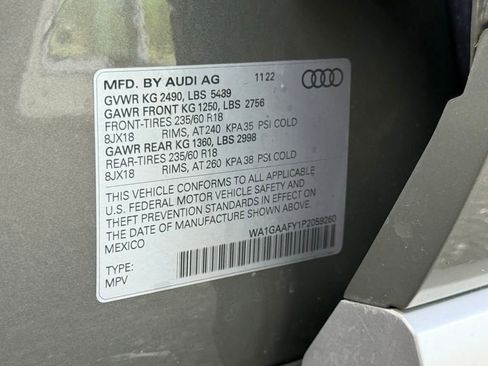 MFD. BY AUDI AG 11 22
GVWR KG 2490, LBS 5489
GAWR FRONT KG 1250, LBS 2756
FRONT-TIRES 235/60 R18
8JX18 RIMS, AT 240 KPA 35 PSI COLD
GAWR REAR KG 1360, LBS 2998
REAR-TIRES 235/60 R18
8JX18 RIMS, AT 260 KPA 38 PSI COLD
THIS VEHICLE CONFORMS TO ALL APPLICABLE
U.S. FEDERAL MOTOR VEHICLE SAFETY AND
THEFT PREVENTION STANDARDS IN EFFECT ON
THE DATE OF MANUFACTURE SHOWN ABOVE
MEXICO
WA1GAAFY1P2059260
TYPE:
MPV